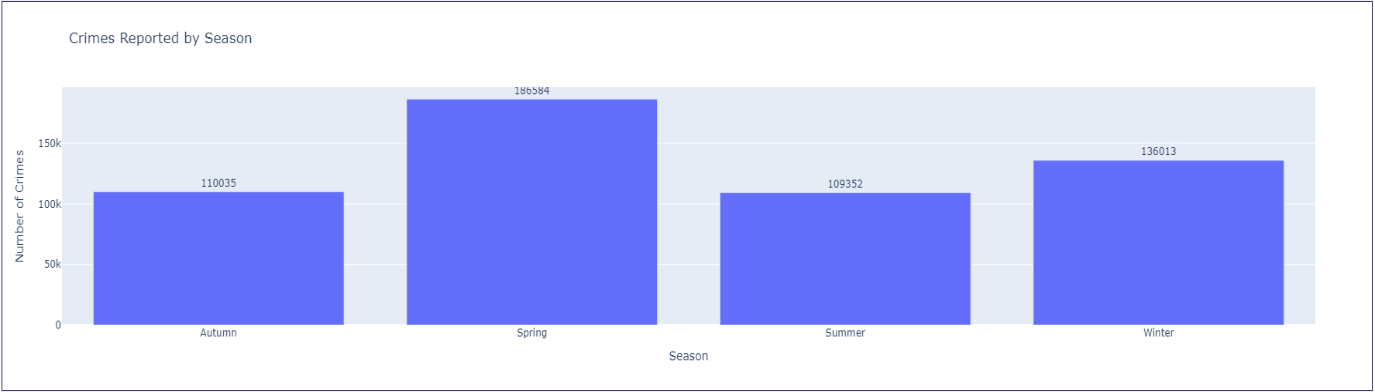 Crimes Reported by Season
186584
150k
136013
110035
109352
100k
50k
0
Number of Crimes
Autumn
Spring
Summer
Winter
Season